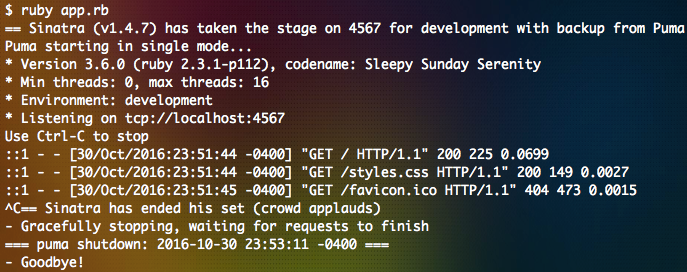 $ ruby app.rb
== Sinatra (v1.4.7) has taken the stage on 4567 for development with backup from Puma
Puma starting in single mode...
* Version 3.6.0 (ruby 2.3.1-p112), codename: Sleepy Sunday Serenity
* Min threads: 0, max threads: 16
* Environment: development
* Listening on tcp://localhost:4567
Use Ctrl-C to stop
::1 - - [30/Oct/2016:23:51:44 -0400] "GET / HTTP/1.1" 200 225 0.0699
::1 - - [30/Oct/2016:23:51:44 -0400] "GET /styles.css HTTP/1.1" 200 149 0.0027
::1 - - [30/Oct/2016:23:51:45 -0400] "GET /favicon.ico HTTP/1.1" 404 473 0.0015
^C== Sinatra has ended his set (crowd applauds)
- Gracefully stopping, waiting for requests to finish
=== puma shutdown: 2016-10-30 23:53:11 -0400 ===
- Goodbye!